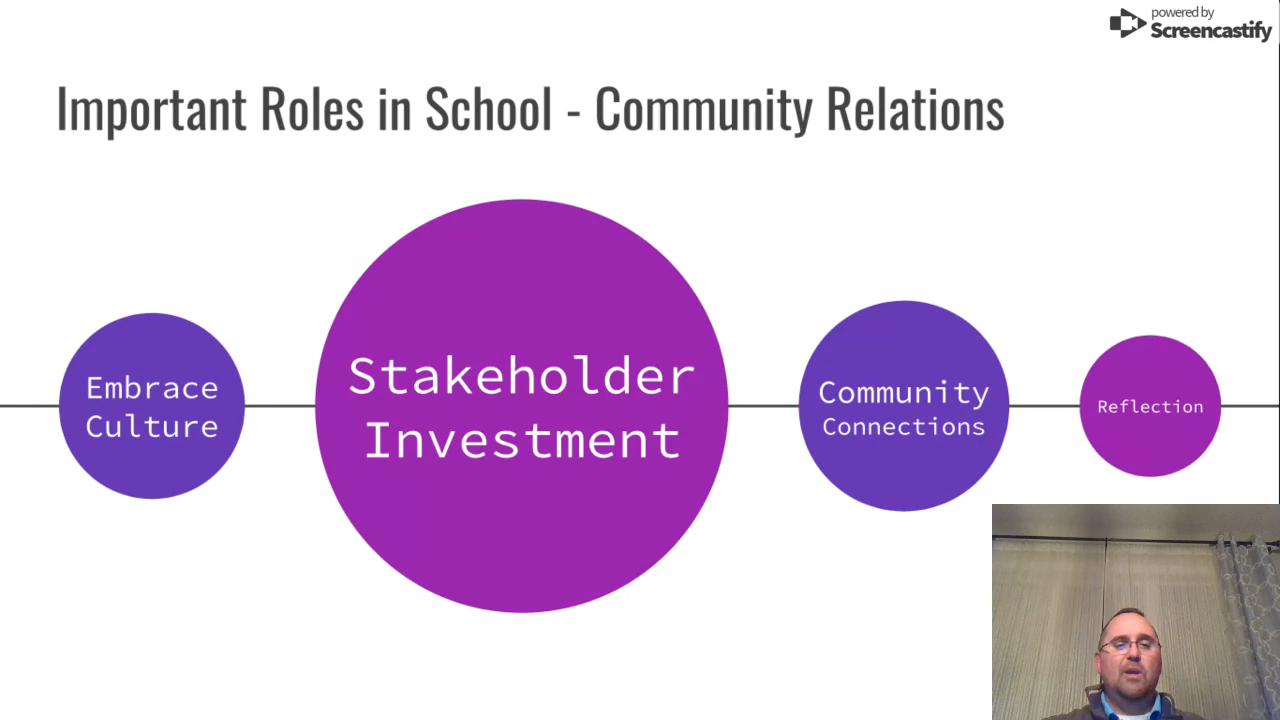 powered by
Screencastify
Important Roles in School - Community Relations
Embrace
Culture
Stakeholder
Investment
Community
Connections
Reflection